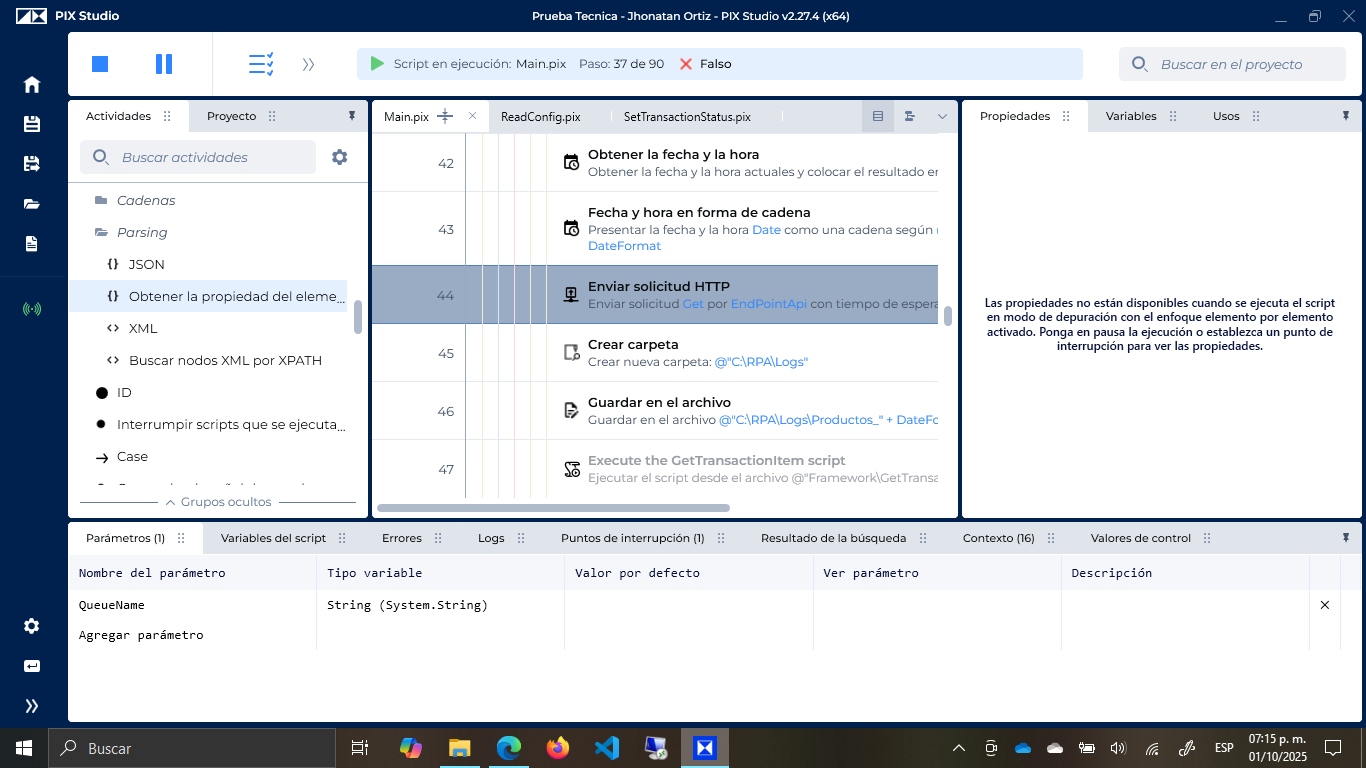 PIX Studio
Prueba Tecnica - Jhonatan Ortiz - PIX Studio v2.27.4 (x64)
Script en ejecución: Main.pix Paso: 37 de 90 Falso
Buscar en el proyecto
Actividades
Proyecto
Buscar actividades
Cadenas
Parsing
JSON
Obtener la propiedad del eleme...
XML
Buscar nodos XML por XPATH
ID
Interrumpir scripts que se ejecuta...
Case
Grupos ocultos
Main.pix
ReadConfig.pix
SetTransactionStatus.pix
42
Obtener la fecha y la hora
Obtener la fecha y la hora actuales y colocar el resultado en
43
Fecha y hora en forma de cadena
Presentar la fecha y la hora Date como una cadena según
DateFormat
44
Enviar solicitud HTTP
Enviar solicitud Get por EndPointApi con tiempo de espera
45
Crear carpeta
Crear nueva carpeta: @"C:\RPA\Logs"
46
Guardar en el archivo
Guardar en el archivo @"C:\RPA\Logs\Productos_" + DateFo
47
Execute the GetTransactionItem script
Ejecutar el script desde el archivo @"Framework\GetTransa
Propiedades
Variables
Usos
Las propiedades no están disponibles cuando se ejecuta el script
en modo de depuración con el enfoque elemento por elemento
activado. Ponga en pausa la ejecución o establezca un punto de
interrupción para ver las propiedades.
Parámetros (1)
Variables del script
Errores
Logs
Puntos de interrupción (1)
Resultado de la búsqueda
Contexto (16)
Valores de control
Nombre del parámetro
Tipo variable
Valor por defecto
Ver parámetro
Descripción
QueueName
String (System.String)
Agregar parámetro
Buscar
ESP
07:15 p. m.
01/10/2025